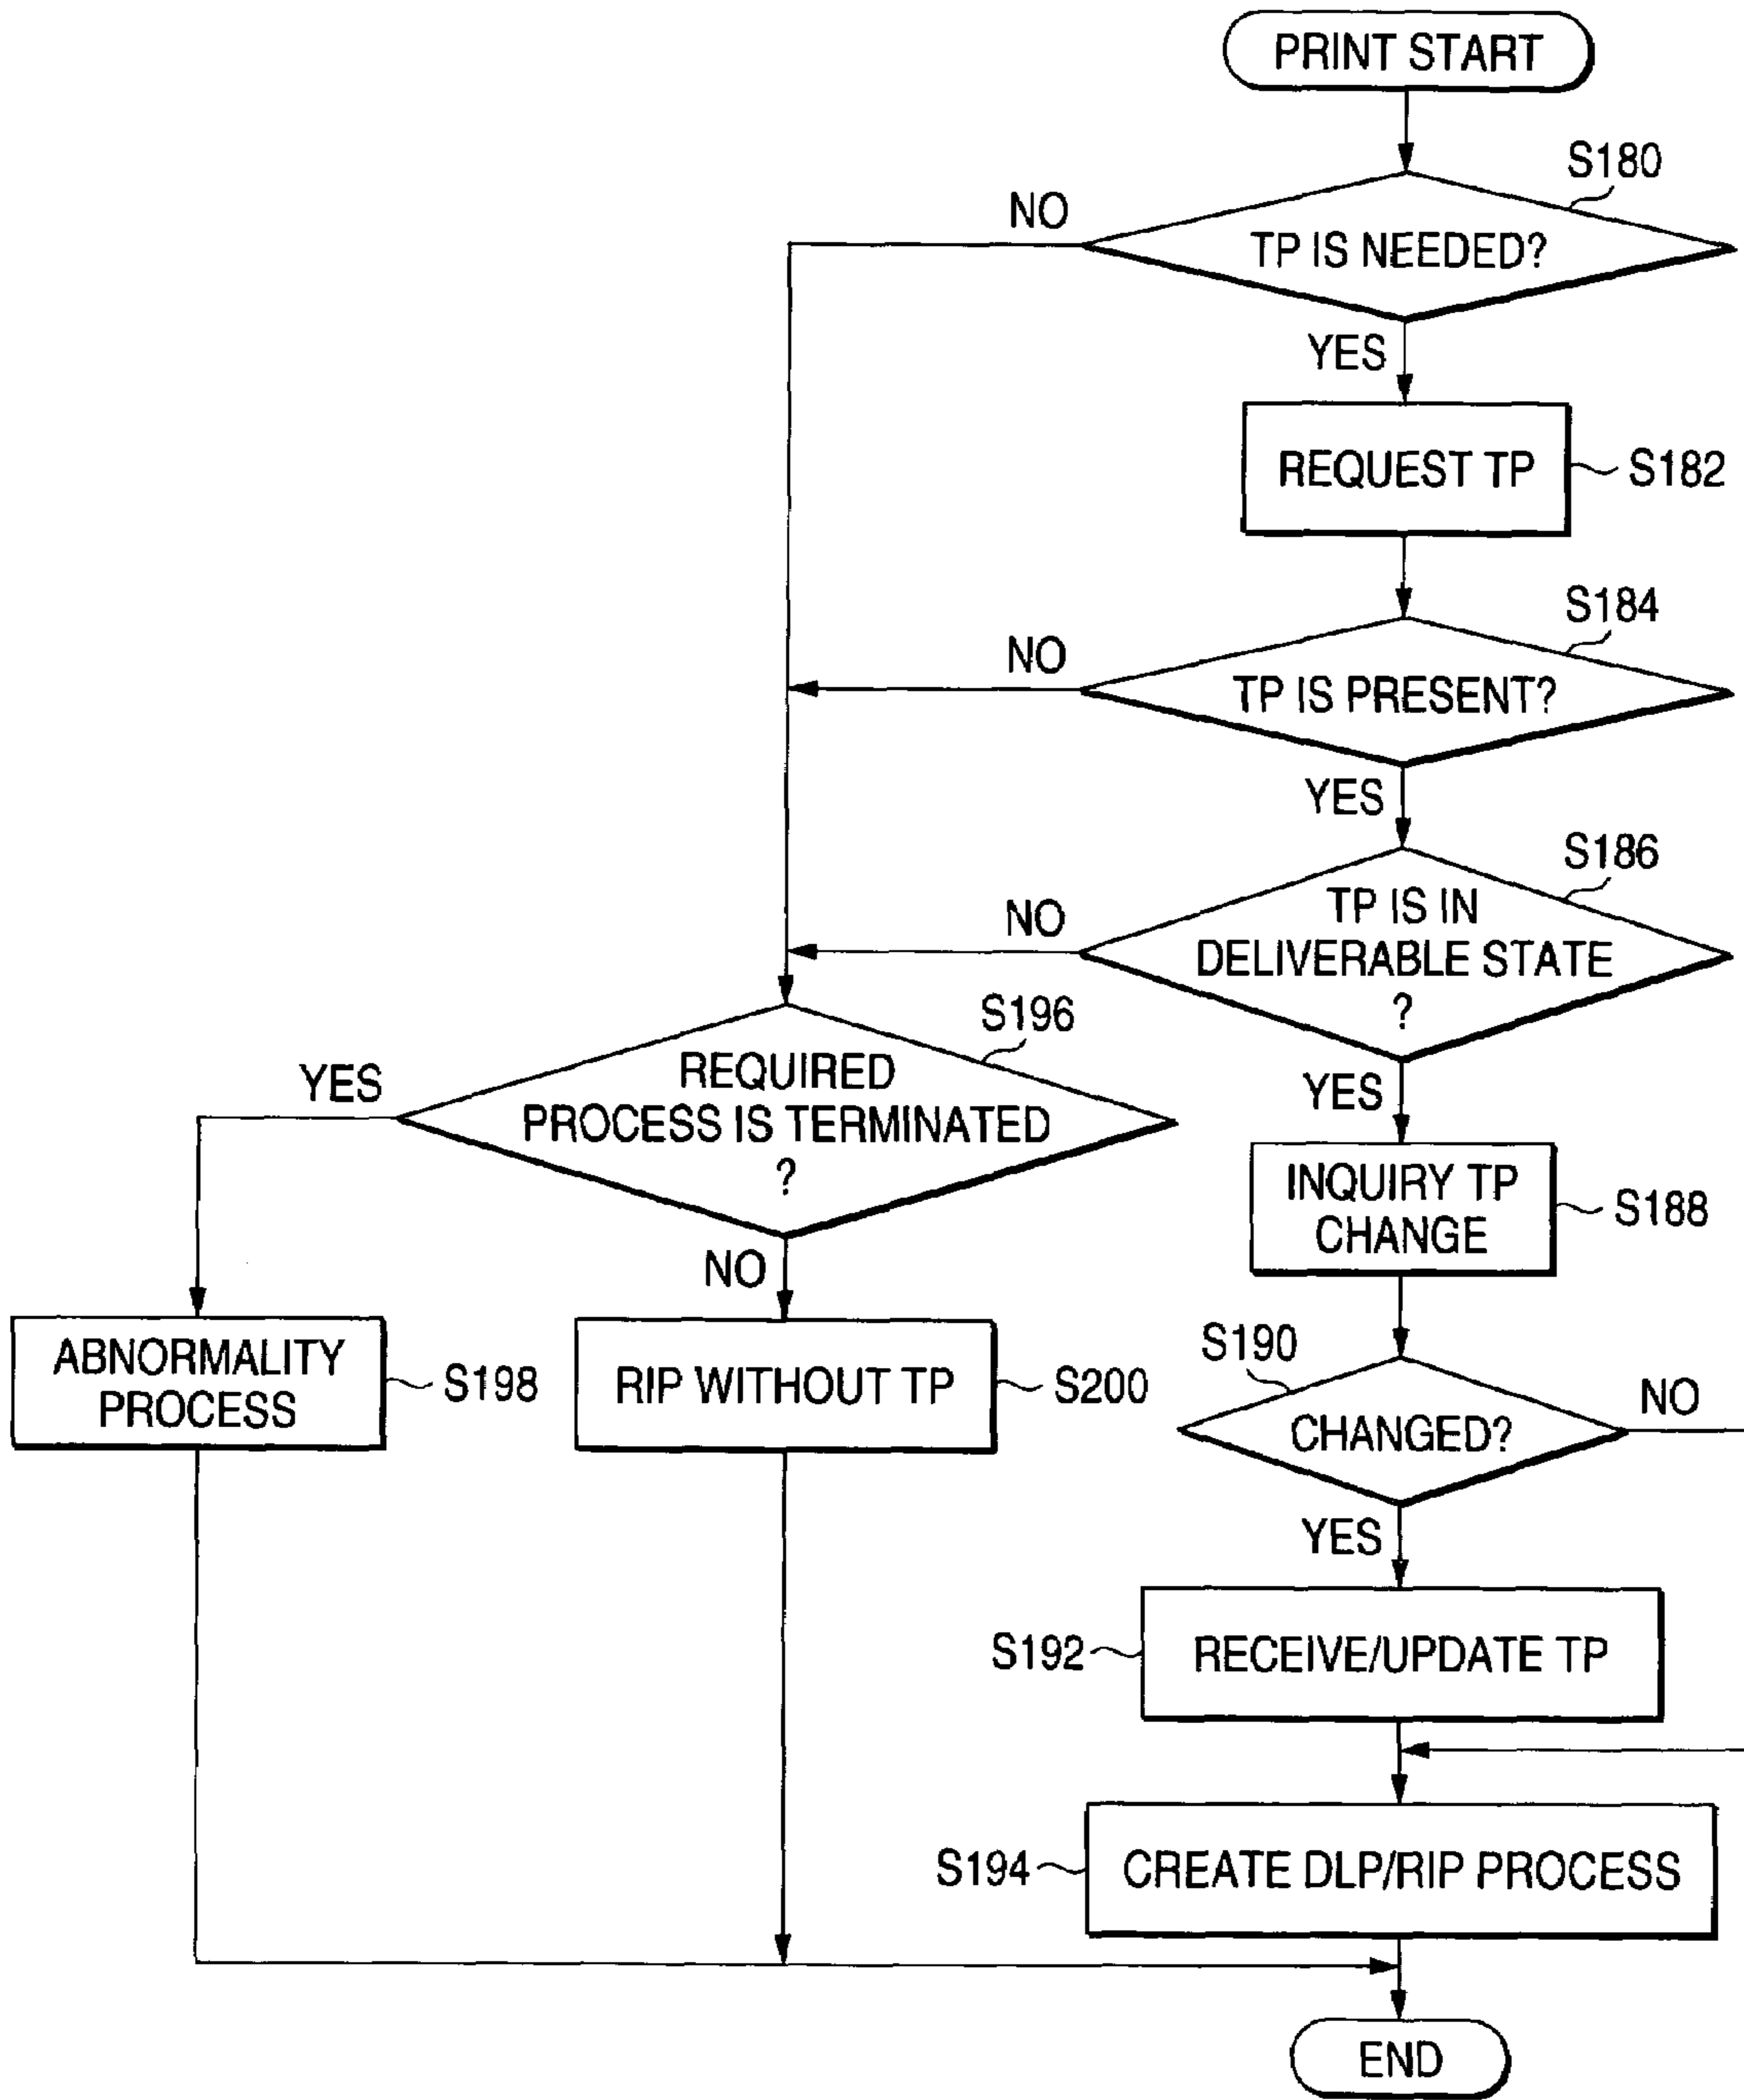 PRINT START
S180
NO
TP IS NEEDED?
YES
REQUEST TP
S182
S184
NO
TP IS PRESENT?
YES
S186
NO
TP IS IN
DELIVERABLE STATE
?
S196
YES
REQUIRED
PROCESS IS TERMINATED
?
YES
INQUIRY TP
CHANGE
S188
NO
ABNORMALITY
PROCESS
S198
RIP WITHOUT TP
S200
S190
NO
CHANGED?
YES
S192
RECEIVE/UPDATE TP
S194
CREATE DLP/RIP PROCESS
END